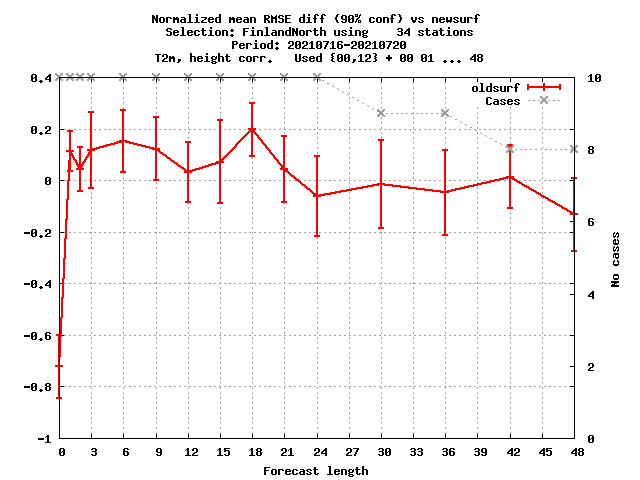 Normalized mean RMSE diff (90% conf) vs newsurf
Selection: FinlandNorth using    34 stations
Period: 20210716-20210720
T2m, height corr.   Used {00,12} + 00 01 ... 48
oldsurf
Cases
0.4
0.2
0
-0.2
-0.4
-0.6
-0.8
-1
10
8
6
4
2
0
No cases
0 3 6 9 12 15 18 21 24 27 30 33 36 39 42 45 48
Forecast length